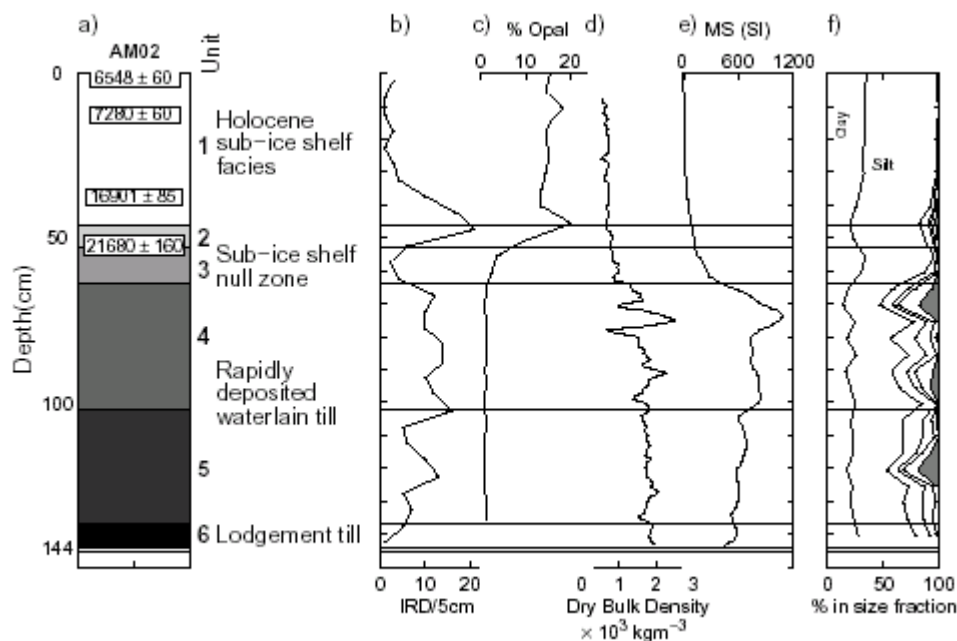 a)
b)
c)
% Opal
d)
e)
MS (SI)
f)
AM02
Unit
0 10 20
0 600 1200
0
50
100
144
Depth(cm)
6548 ± 60
7280 ± 60
16901 ± 85
21680 ± 160
1
2
3
4
5
6
Holocene
sub-ice shelf
facies
Sub-ice shelf
null zone
Rapidly
deposited
waterlain till
Lodgement till
Clay
Silt
0 10 20
IRD/5cm
0 1 2 3
Dry Bulk Density
× 10³ kgm⁻³
0 50 100
% in size fraction